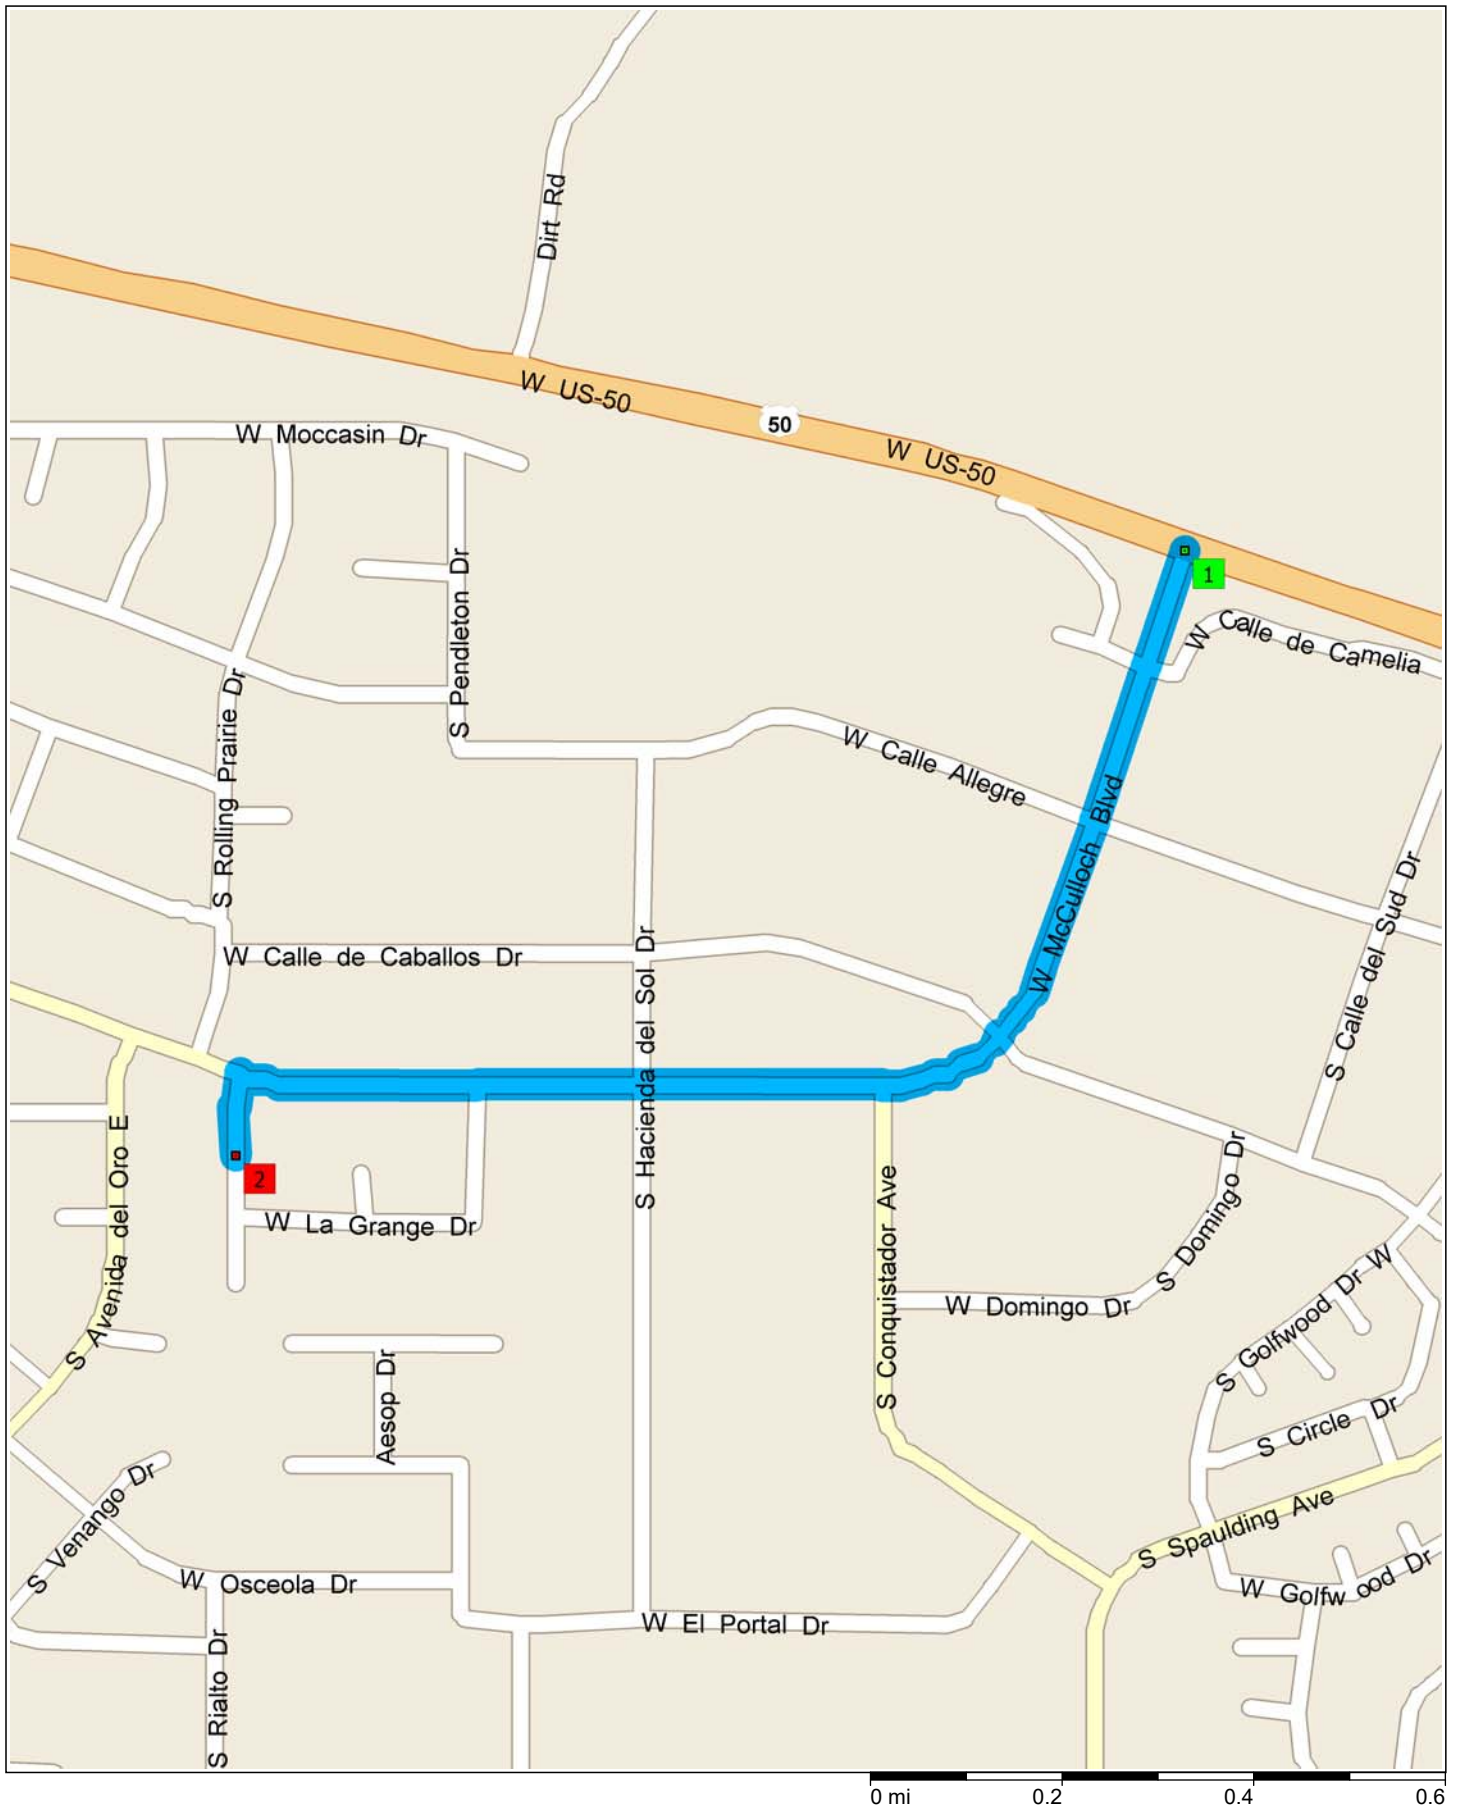 Dirt Rd
W US-50
50
W Moccasin Dr
W US-50
1
S Pendleton Dr
W Calle de Camelia
S Rolling Prairie Dr
W Calle Allegre
W McCulloch Blvd
S Calle del Sud Dr
W Calle de Caballos Dr
S Hacienda del Sol Dr
2
S Avenida del Oro E
W La Grange Dr
S Conquistador Ave
S Domingo Dr
W Domingo Dr
S Golfwood Dr W
Aesop Dr
S Circle Dr
S Venango Dr
S Spaulding Ave
W Osceola Dr
W Golfwood Dr
W El Portal Dr
S Rialto Dr
0 mi 0.2 0.4 0.6